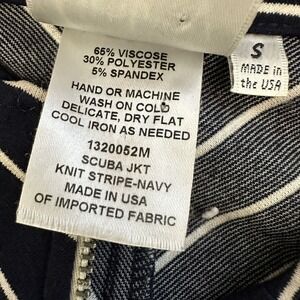 65% VISCOSE
30% POLYESTER
5% SPANDEX
HAND OR MACHINE
WASH ON COLD
DELICATE, DRY FLAT
COOL IRON AS NEEDED
1320052M
SCUBA JKT
KNIT STRIPE-NAVY
MADE IN USA
OF IMPORTED FABRIC
S
MADE in
the USA